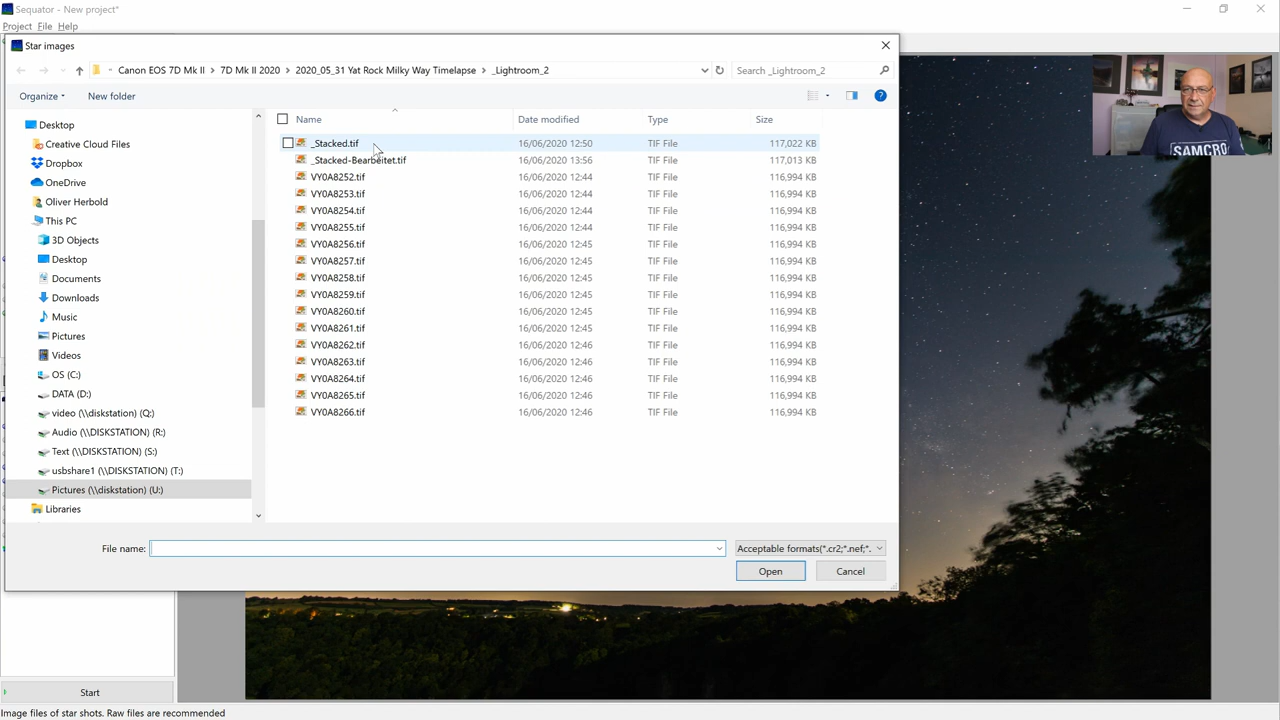 Sequator - New project*
Project File Help
Star images
Canon EOS 7D Mk II > 7D Mk II 2020 > 2020_05_31 Yat Rock Milky Way Timelapse > _Lightroom_2
Search _Lightroom_2
Organize New folder
Desktop
Creative Cloud Files
Dropbox
OneDrive
Oliver Herbold
This PC
3D Objects
Desktop
Documents
Downloads
Music
Pictures
Videos
OS (C:)
DATA (D:)
video (\\diskstation) (Q:)
Audio (\\DISKSTATION) (R:)
Text (\\DISKSTATION) (S:)
usbshare1 (\\DISKSTATION) (T:)
Pictures (\\diskstation) (U:)
Libraries
Name Date modified Type Size
_Stacked.tif 16/06/2020 12:50 TIF File 117,022 KB
_Stacked-Bearbeitet.tif 16/06/2020 13:56 TIF File 117,013 KB
VY0A8252.tif 16/06/2020 12:44 TIF File 116,994 KB
VY0A8253.tif 16/06/2020 12:44 TIF File 116,994 KB
VY0A8254.tif 16/06/2020 12:44 TIF File 116,994 KB
VY0A8255.tif 16/06/2020 12:44 TIF File 116,994 KB
VY0A8256.tif 16/06/2020 12:45 TIF File 116,994 KB
VY0A8257.tif 16/06/2020 12:45 TIF File 116,994 KB
VY0A8258.tif 16/06/2020 12:45 TIF File 116,994 KB
VY0A8259.tif 16/06/2020 12:45 TIF File 116,994 KB
VY0A8260.tif 16/06/2020 12:45 TIF File 116,994 KB
VY0A8261.tif 16/06/2020 12:45 TIF File 116,994 KB
VY0A8262.tif 16/06/2020 12:46 TIF File 116,994 KB
VY0A8263.tif 16/06/2020 12:46 TIF File 116,994 KB
VY0A8264.tif 16/06/2020 12:46 TIF File 116,994 KB
VY0A8265.tif 16/06/2020 12:46 TIF File 116,994 KB
VY0A8266.tif 16/06/2020 12:46 TIF File 116,994 KB
File name: Acceptable formats(*.cr2;*.nef;*.
Open Cancel
SAMCRO
Start
Image files of star shots. Raw files are recommended